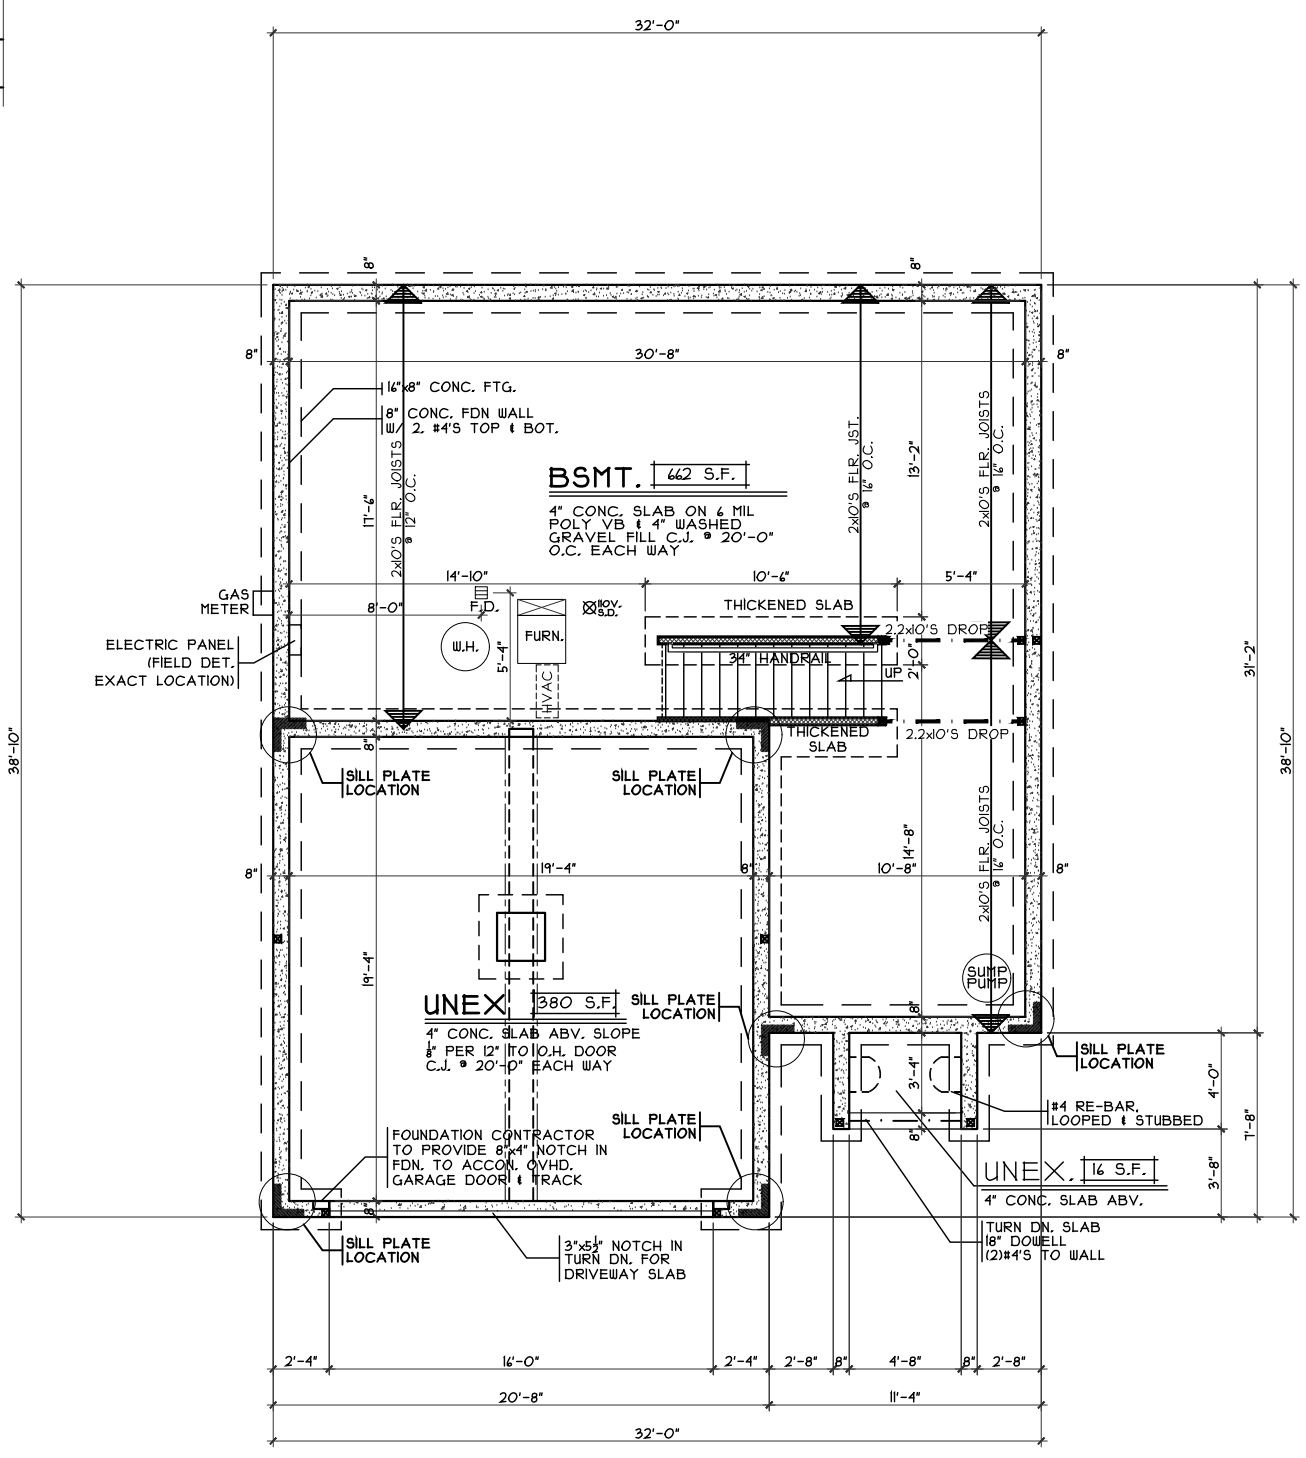 32'-0"
8"
8"
8"
30'-8"
8"
16"x8" CONC. FTG.
8" CONC. FDN WALL
W/ 2, #4'S TOP & BOT.
2x10'S FLR. JOISTS
@ 12" O.C.
17'-6"
BSMT. 662 S.F.
4" CONC. SLAB ON 6 MIL
POLY VB & 4" WASHED
GRAVEL FILL C.J. @ 20'-0"
O.C. EACH WAY
2x10'S FLR. JST.
@ 16" O.C.
13'-2"
2x10'S FLR. JOISTS
@ 16" O.C.
14'-10"
10'-6"
5'-4"
GAS
METER
8'-0"
F.D.
110V.
S.D.
THICKENED SLAB
2.2x10'S DROP
ELECTRIC PANEL
(FIELD DET.
EXACT LOCATION)
W.H.
FURN.
5'-4"
HVAC
34" HANDRAIL
UP
2'-0"
31'-2"
38'-10"
38'-10"
8"
THICKENED
SLAB
2.2x10'S DROP
SILL PLATE
LOCATION
SILL PLATE
LOCATION
8"
19'-4"
8"
10'-8"
8"
14'-8"
2x10'S FLR. JOISTS
@ 16" O.C.
19'-4"
SUMP
PUMP
UNEX 380 S.F.
4" CONC. SLAB ABV. SLOPE
1/8" PER 12" TO O.H. DOOR
C.J. @ 20'-0" EACH WAY
SILL PLATE
LOCATION
8"
SILL PLATE
LOCATION
3'-4"
4'-0"
7'-8"
#4 RE-BAR,
LOOPED & STUBBED
SILL PLATE
LOCATION
8"
FOUNDATION CONTRACTOR
TO PROVIDE 8"x4" NOTCH IN
FDN. TO ACCON. OVHD.
GARAGE DOOR & TRACK
UNEX. 16 S.F.
4" CONC. SLAB ABV.
3'-8"
8"
SILL PLATE
LOCATION
3"x5½" NOTCH IN
TURN DN. FOR
DRIVEWAY SLAB
TURN DN. SLAB
18" DOWELL
(2)#4'S TO WALL
2'-4"
16'-0"
2'-4"
2'-8"
8"
4'-8"
8"
2'-8"
20'-8"
11'-4"
32'-0"